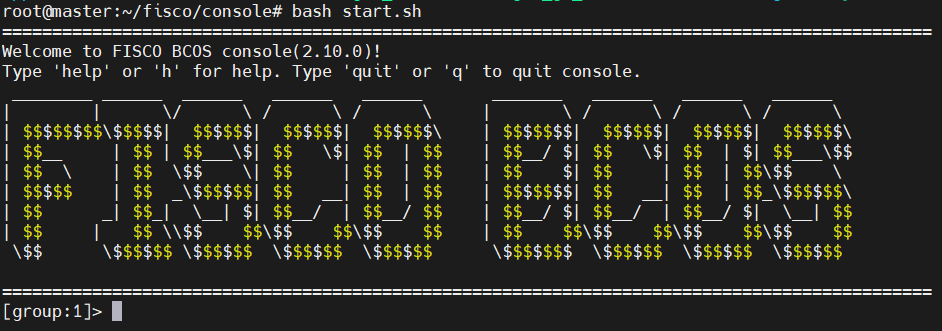 root@master:~/fisco/console# bash start.sh
=============================================================================================
Welcome to FISCO BCOS console(2.10.0)!
Type 'help' or 'h' for help. Type 'quit' or 'q' to quit console.
 ________ ______  ______   ______   ______       _______   ______   ______   ______
|        |      \/      \ /      \ /      \     |       \ /      \ /      \ /      \
| $$$$$$$$\$$$$$|  $$$$$$|  $$$$$$|  $$$$$$\    | $$$$$$$|  $$$$$$|  $$$$$$|  $$$$$$\
| $$__     | $$ | $$___\$| $$   \$| $$  | $$    | $$__/ $| $$   \$| $$  | $| $$___\$$
| $$  \    | $$  \$$    \| $$     | $$  | $$    | $$    $| $$     | $$  | $$\$$    \
| $$$$$    | $$  _\$$$$$$| $$   __| $$  | $$    | $$$$$$$| $$   __| $$  | $$_\$$$$$$\
| $$      _| $$_|  \__| $| $$__/  | $$__/ $$    | $$__/ $| $$__/  | $$__/ $|  \__| $$
| $$     |   $$ \\$$    $$\$$    $$\$$    $$    | $$    $$\$$    $$\$$    $$\$$    $$
 \$$      \$$$$$$ \$$$$$$  \$$$$$$  \$$$$$$      \$$$$$$$  \$$$$$$  \$$$$$$  \$$$$$$
=============================================================================================
[group:1]>